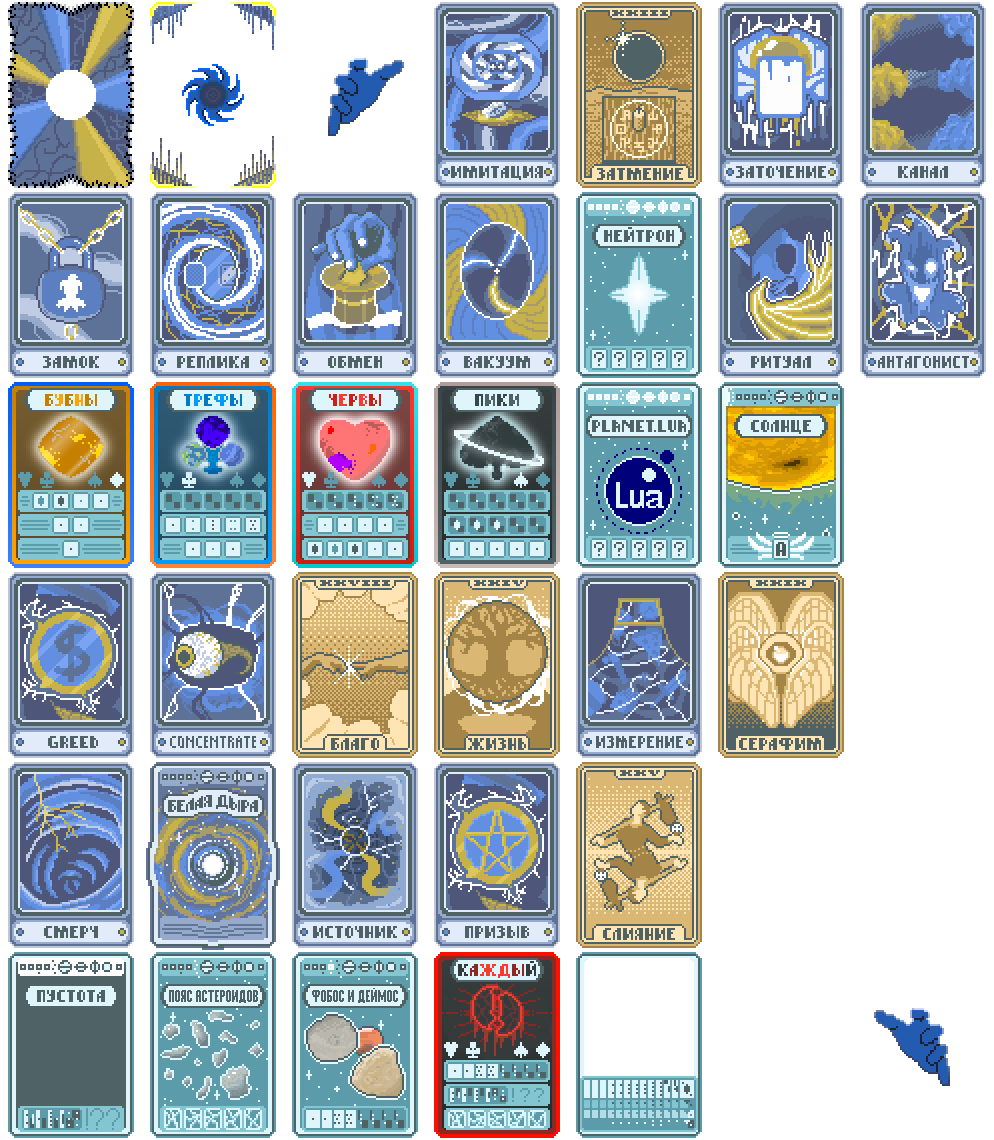 ИМИТАЦИЯ
XXIII
ЗАТМЕНИЕ
ЗАТОЧЕНИЕ
КАНАЛ
ЗАМОК
РЕПЛИКА
ОБМЕН
ВАКУУМ
НЕЙТРОН
? ? ? ? ?
РИТУАЛ
АНТАГОНИСТ
БУБНЫ
ТРЕФЫ
ЧЕРВЫ
ПИКИ
PLANET.LUA
Lua
? ? ? ? ?
СОЛНЦЕ
A
$
GREED
CONCENTRATE
XXVIII
БЛАГО
XXIV
ЖИЗНЬ
ИЗМЕРЕНИЕ
XXIX
СЕРАФИМ
СМЕРЧ
БЕЛАЯ ДЫРА
ИСТОЧНИК
ПРИЗЫВ
XXV
СЛИЯНИЕ
ПУСТОТА
!??
ПОЯС АСТЕРОИДОВ
ФОБОС И ДЕЙМОС
КАЖДЫЙ
!??